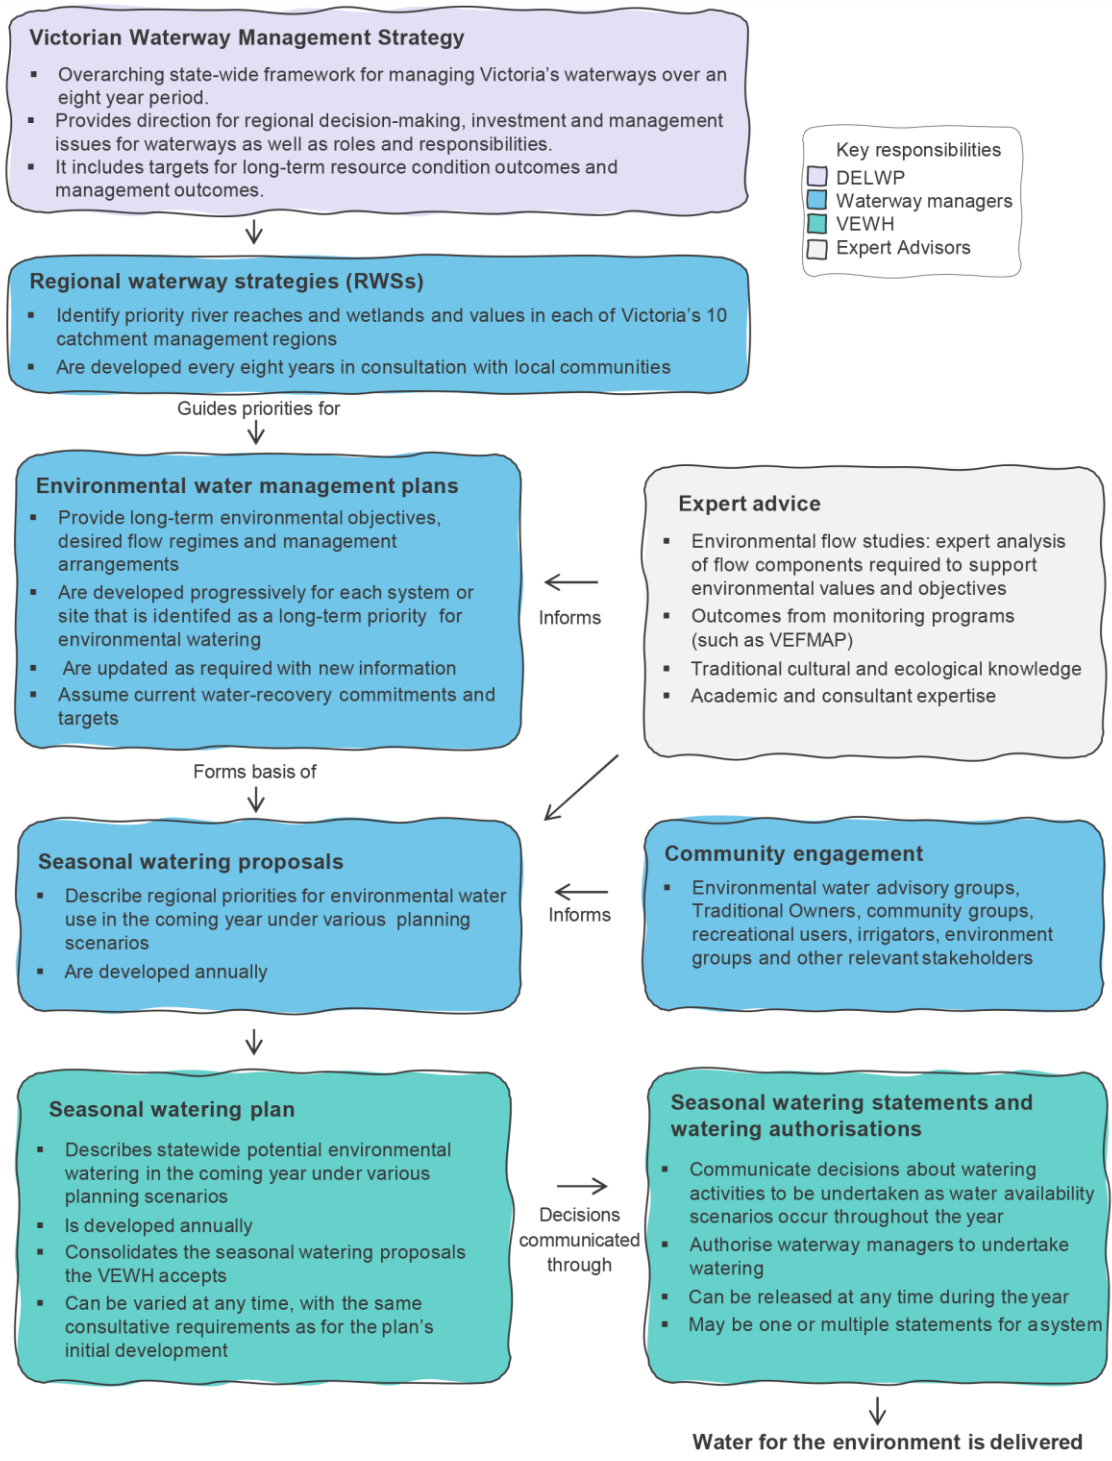 Victorian Waterway Management Strategy
▪ Overarching state-wide framework for managing Victoria's waterways over an
eight year period.
▪ Provides direction for regional decision-making, investment and management
issues for waterways as well as roles and responsibilities.
▪ It includes targets for long-term resource condition outcomes and
management outcomes.
Key responsibilities
DELWP
Waterway managers
VEWH
Expert Advisors
Regional waterway strategies (RWSs)
▪ Identify priority river reaches and wetlands and values in each of Victoria's 10
catchment management regions
▪ Are developed every eight years in consultation with local communities
Guides priorities for
Environmental water management plans
▪ Provide long-term environmental objectives,
desired flow regimes and management
arrangements
▪ Are developed progressively for each system or
site that is identifed as a long-term priority for
environmental watering
▪ Are updated as required with new information
▪ Assume current water-recovery commitments and
targets
Informs
Expert advice
▪ Environmental flow studies: expert analysis
of flow components required to support
environmental values and objectives
▪ Outcomes from monitoring programs
(such as VEFMAP)
▪ Traditional cultural and ecological knowledge
▪ Academic and consultant expertise
Forms basis of
Seasonal watering proposals
▪ Describe regional priorities for environmental water
use in the coming year under various planning
scenarios
▪ Are developed annually
Informs
Community engagement
▪ Environmental water advisory groups,
Traditional Owners, community groups,
recreational users, irrigators, environment
groups and other relevant stakeholders
Seasonal watering plan
▪ Describes statewide potential environmental
watering in the coming year under various
planning scenarios
▪ Is developed annually
▪ Consolidates the seasonal watering proposals
the VEWH accepts
▪ Can be varied at any time, with the same
consultative requirements as for the plan's
initial development
Decisions
communicated
through
Seasonal watering statements and
watering authorisations
▪ Communicate decisions about watering
activities to be undertaken as water availability
scenarios occur throughout the year
▪ Authorise waterway managers to undertake
watering
▪ Can be released at any time during the year
▪ May be one or multiple statements for a system
Water for the environment is delivered